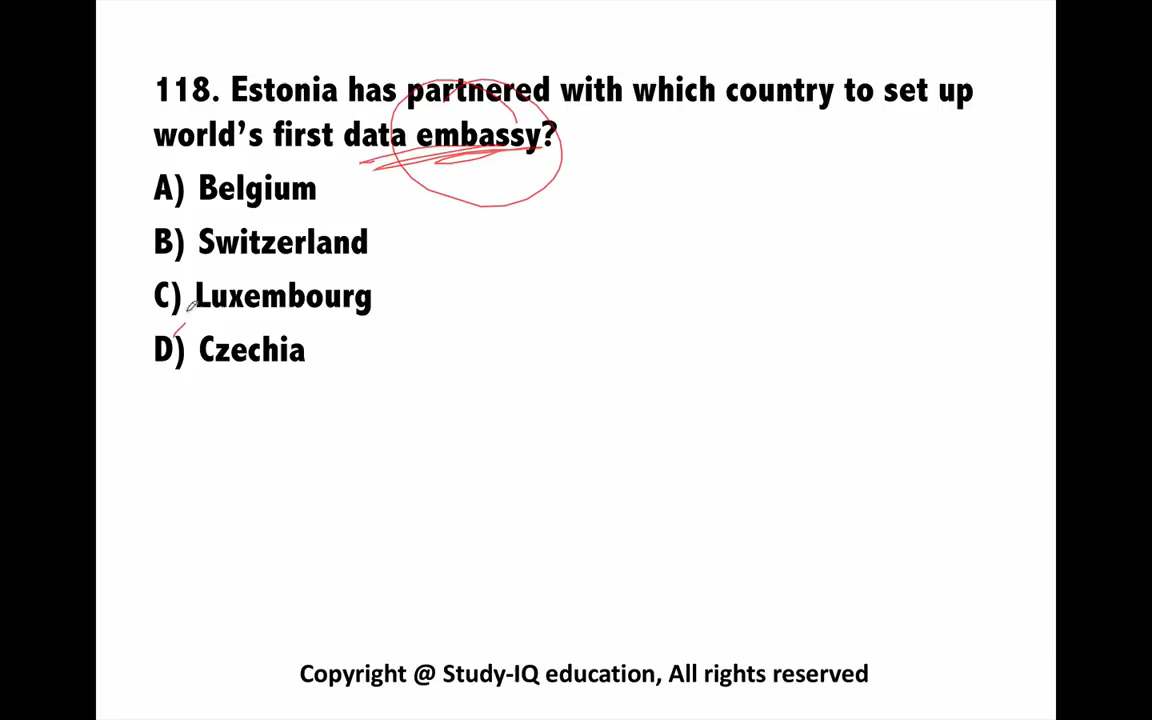 118. Estonia has partnered with which country to set up
world’s first data embassy?
A) Belgium
B) Switzerland
C) Luxembourg
D) Czechia
Copyright @ Study-IQ education, All rights reserved